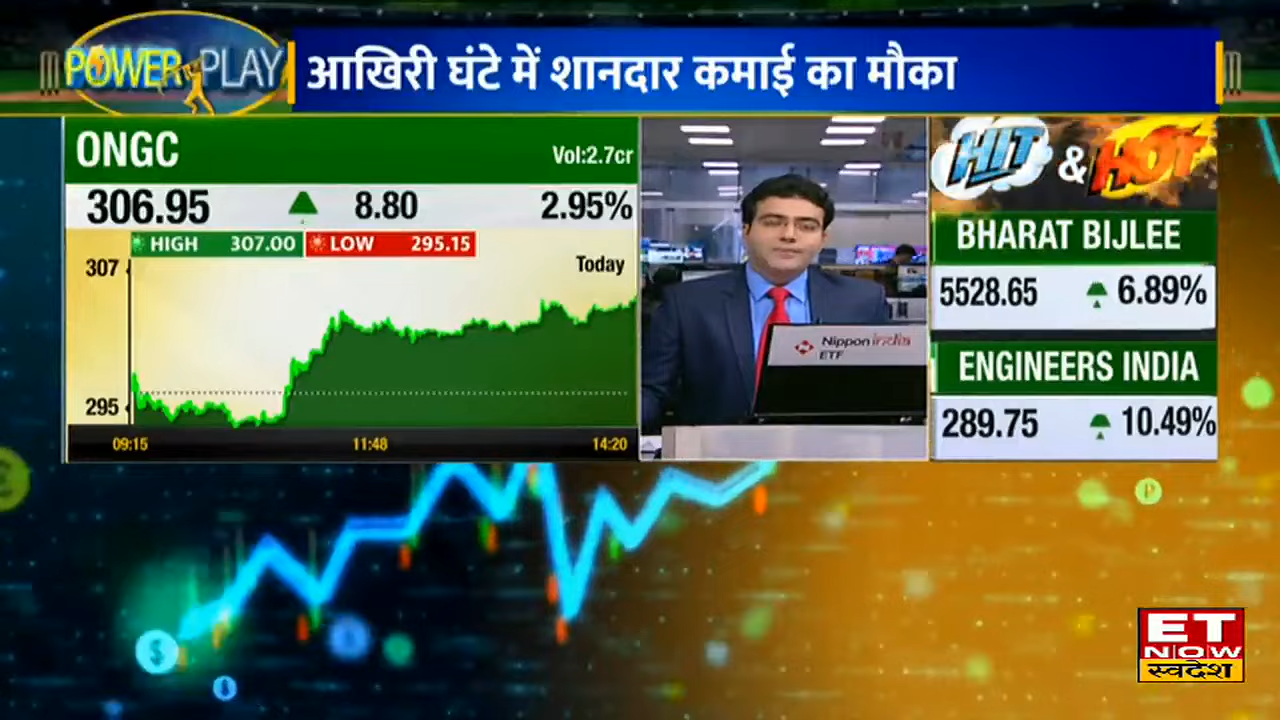 POWER PLAY
आखिरी घंटे में शानदार कमाई का मौका
ONGC
Vol:2.7cr
306.95 8.80 2.95%
HIGH 307.00 LOW 295.15
307
Today
295
09:15 11:48 14:20
Nippon india
ETF
HIT & HOT
BHARAT BIJLEE
5528.65 6.89%
ENGINEERS INDIA
289.75 10.49%
$
P
ET
NOW
स्वदेश